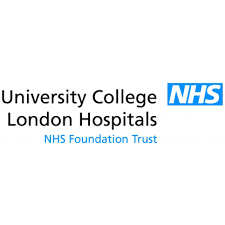 University College NHS
London Hospitals
NHS Foundation Trust